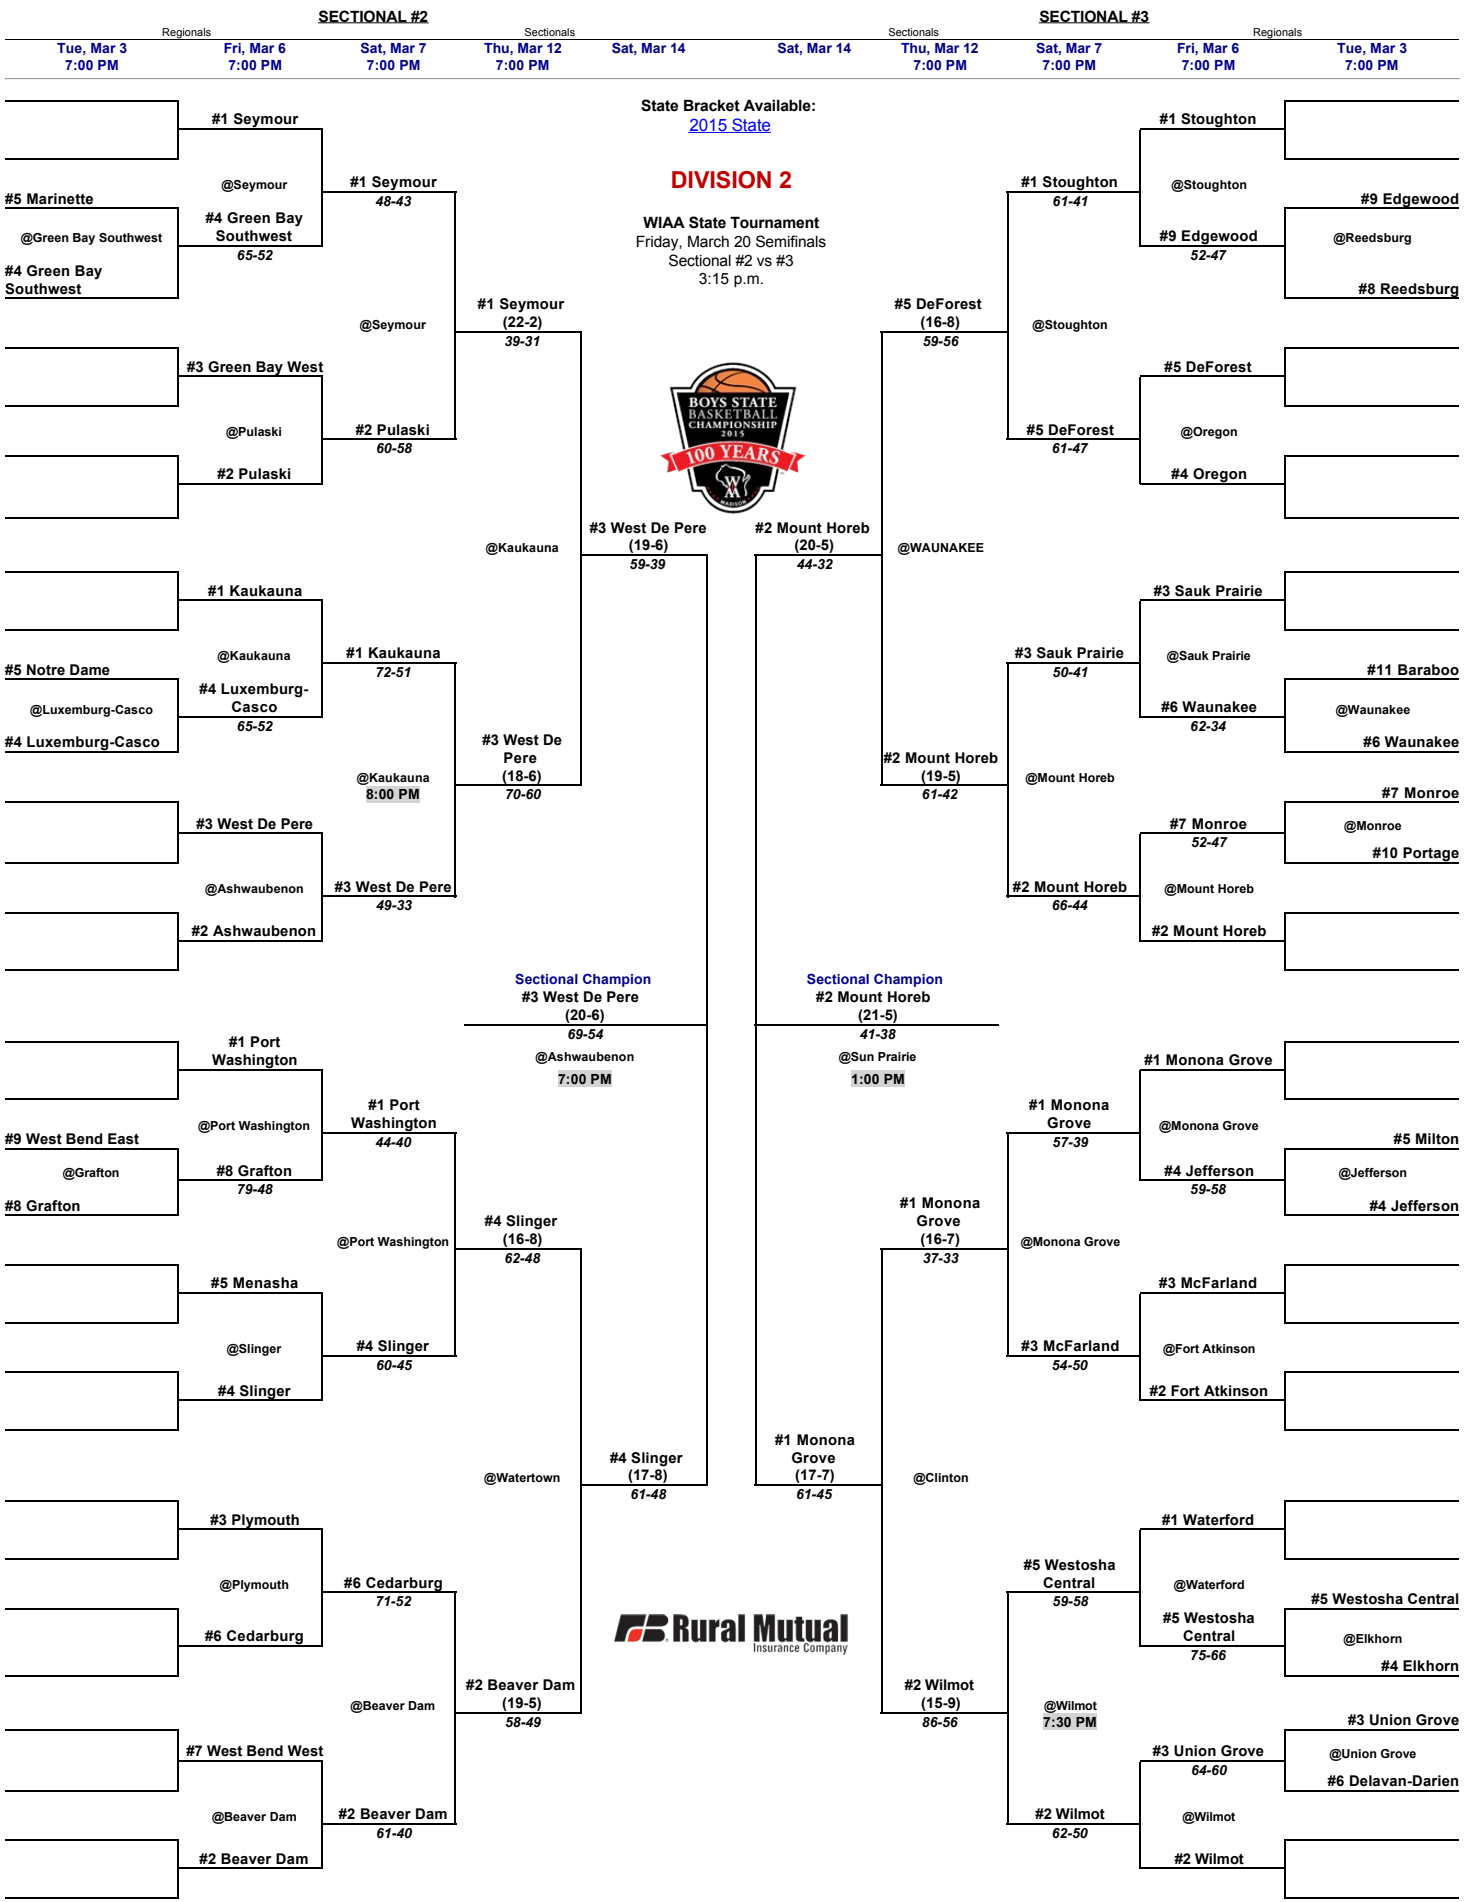 SECTIONAL #2
SECTIONAL #3
Regionals
Sectionals
Sectionals
Regionals
Tue, Mar 3
7:00 PM
Fri, Mar 6
7:00 PM
Sat, Mar 7
7:00 PM
Thu, Mar 12
7:00 PM
Sat, Mar 14
Sat, Mar 14
Thu, Mar 12
7:00 PM
Sat, Mar 7
7:00 PM
Fri, Mar 6
7:00 PM
Tue, Mar 3
7:00 PM
State Bracket Available:
2015 State
DIVISION 2
WIAA State Tournament
Friday, March 20 Semifinals
Sectional #2 vs #3
3:15 p.m.
BOYS STATE
BASKETBALL
CHAMPIONSHIP
2015
100 YEARS
WIAA
MADISON
#1 Seymour
@Seymour
#5 Marinette
@Green Bay Southwest
#4 Green Bay
Southwest
#4 Green Bay
Southwest
65-52
#1 Seymour
48-43
@Seymour
#3 Green Bay West
@Pulaski
#2 Pulaski
#2 Pulaski
60-58
#1 Seymour
(22-2)
39-31
@Kaukauna
#3 West De Pere
(19-6)
59-39
#1 Kaukauna
@Kaukauna
#5 Notre Dame
@Luxemburg-Casco
#4 Luxemburg-Casco
#4 Luxemburg-
Casco
65-52
#1 Kaukauna
72-51
@Kaukauna
8:00 PM
#3 West De
Pere
(18-6)
70-60
#3 West De Pere
@Ashwaubenon
#2 Ashwaubenon
#3 West De Pere
49-33
Sectional Champion
#3 West De Pere
(20-6)
69-54
@Ashwaubenon
7:00 PM
#1 Port
Washington
@Port Washington
#9 West Bend East
@Grafton
#8 Grafton
#8 Grafton
79-48
#1 Port
Washington
44-40
@Port Washington
#4 Slinger
(16-8)
62-48
#5 Menasha
@Slinger
#4 Slinger
#4 Slinger
60-45
@Watertown
#4 Slinger
(17-8)
61-48
#3 Plymouth
@Plymouth
#6 Cedarburg
#6 Cedarburg
71-52
@Beaver Dam
#2 Beaver Dam
(19-5)
58-49
#7 West Bend West
@Beaver Dam
#2 Beaver Dam
#2 Beaver Dam
61-40
#1 Stoughton
@Stoughton
#9 Edgewood
@Reedsburg
#8 Reedsburg
#9 Edgewood
52-47
#1 Stoughton
61-41
@Stoughton
#5 DeForest
(16-8)
59-56
#5 DeForest
@Oregon
#4 Oregon
#5 DeForest
61-47
#2 Mount Horeb
(20-5)
44-32
@WAUNAKEE
#3 Sauk Prairie
@Sauk Prairie
#11 Baraboo
@Waunakee
#6 Waunakee
#6 Waunakee
62-34
#3 Sauk Prairie
50-41
@Mount Horeb
#2 Mount Horeb
(19-5)
61-42
#7 Monroe
@Monroe
#10 Portage
#7 Monroe
52-47
@Mount Horeb
#2 Mount Horeb
#2 Mount Horeb
66-44
Sectional Champion
#2 Mount Horeb
(21-5)
41-38
@Sun Prairie
1:00 PM
#1 Monona Grove
@Monona Grove
#5 Milton
@Jefferson
#4 Jefferson
#4 Jefferson
59-58
#1 Monona
Grove
57-39
@Monona Grove
#1 Monona
Grove
(16-7)
37-33
#3 McFarland
@Fort Atkinson
#2 Fort Atkinson
#3 McFarland
54-50
#1 Monona
Grove
(17-7)
61-45
@Clinton
#1 Waterford
@Waterford
#5 Westosha Central
@Elkhorn
#4 Elkhorn
#5 Westosha
Central
75-66
#5 Westosha
Central
59-58
@Wilmot
7:30 PM
#2 Wilmot
(15-9)
86-56
#3 Union Grove
@Union Grove
#6 Delavan-Darien
#3 Union Grove
64-60
@Wilmot
#2 Wilmot
#2 Wilmot
62-50
Rural Mutual
Insurance Company